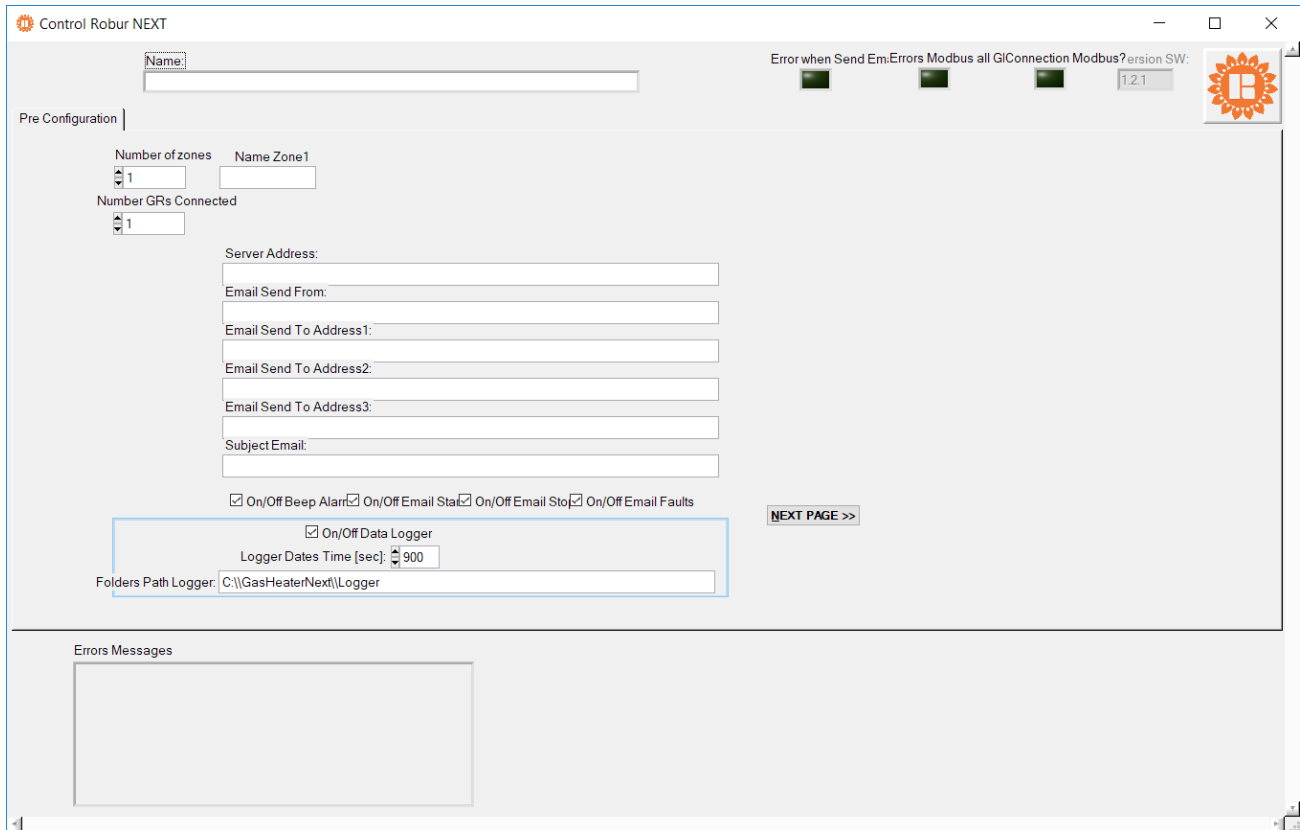 Control Robur NEXT
Name:
Error when Send Em
Errors Modbus all GI
Connection Modbus?
ersion SW:
1.2.1
Pre Configuration
Number of zones
Name Zone1
1
Number GRs Connected
1
Server Address:
Email Send From:
Email Send To Address1:
Email Send To Address2:
Email Send To Address3:
Subject Email:
On/Off Beep Alarm
On/Off Email Star
On/Off Email Stop
On/Off Email Faults
NEXT PAGE >>
On/Off Data Logger
Logger Dates Time [sec]: 900
Folders Path Logger: C:\\GasHeaterNext\\Logger
Errors Messages